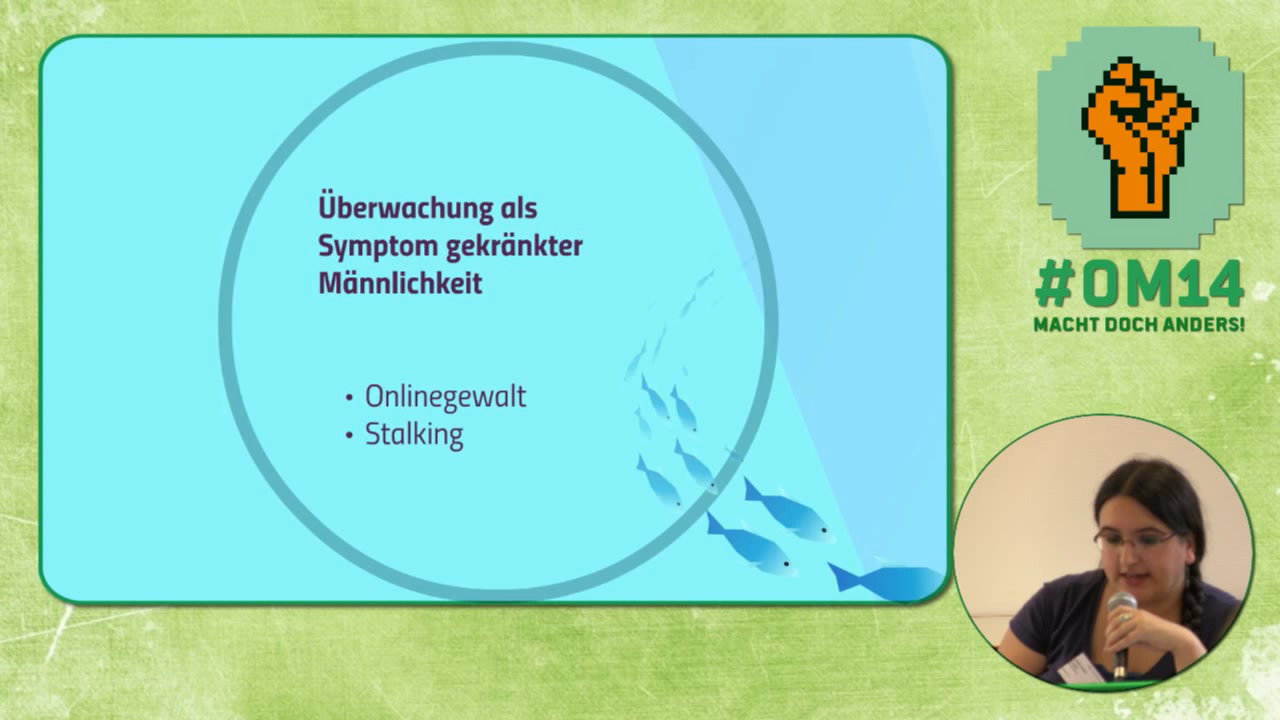 Überwachung als
Symptom gekränkter
Männlichkeit
• Onlinegewalt
• Stalking
#OM14
MACHT DOCH ANDERS!